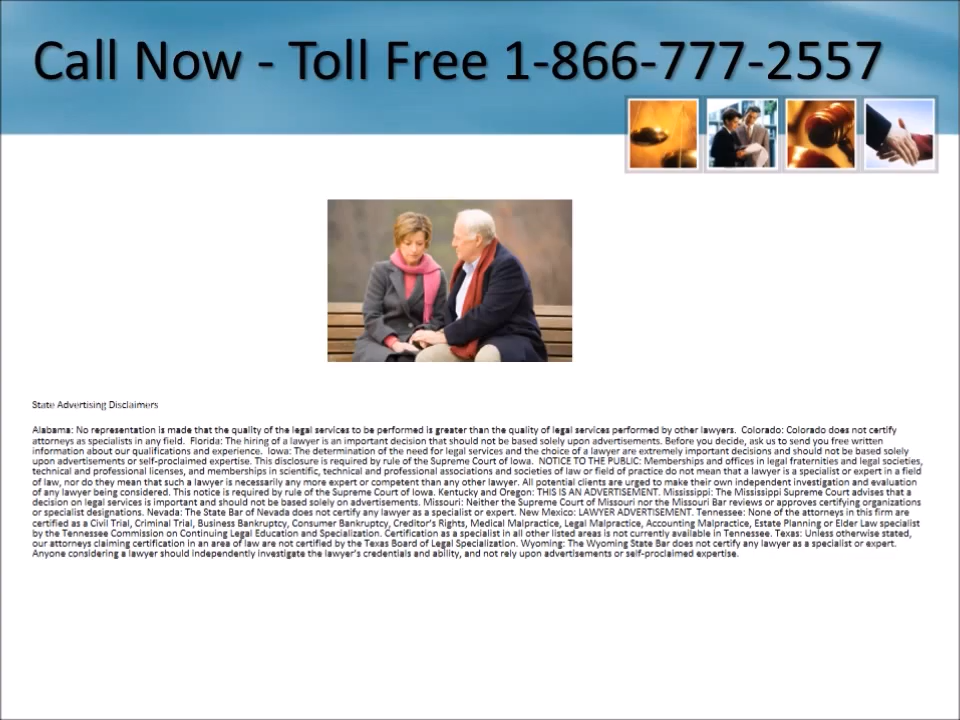 Call Now - Toll Free 1-866-777-2557
State Advertising Disclaimers
Alabama: No representation is made that the quality of the legal services to be performed is greater than the quality of legal services performed by other lawyers.  Colorado: Colorado does not certify
attorneys as specialists in any field.  Florida: The hiring of a lawyer is an important decision that should not be based solely upon advertisements. Before you decide, ask us to send you free written
information about our qualifications and experience.  Iowa: The determination of the need for legal services and the choice of a lawyer are extremely important decisions and should not be based solely
upon advertisements or self-proclaimed expertise. This disclosure is required by rule of the Supreme Court of Iowa.  NOTICE TO THE PUBLIC: Memberships and offices in legal fraternities and legal societies,
technical and professional licenses, and memberships in scientific, technical and professional associations and societies of law or field of practice do not mean that a lawyer is a specialist or expert in a field
of law, nor do they mean that such a lawyer is necessarily any more expert or competent than any other lawyer. All potential clients are urged to make their own independent investigation and evaluation
of any lawyer being considered. This notice is required by rule of the Supreme Court of Iowa. Kentucky and Oregon: THIS IS AN ADVERTISEMENT. Mississippi: The Mississippi Supreme Court advises that a
decision on legal services is important and should not be based solely on advertisements. Missouri: Neither the Supreme Court of Missouri nor the Missouri Bar reviews or approves certifying organizations
or specialist designations. Nevada: The State Bar of Nevada does not certify any lawyer as a specialist or expert. New Mexico: LAWYER ADVERTISEMENT. Tennessee: None of the attorneys in this firm are
certified as a Civil Trial, Criminal Trial, Business Bankruptcy, Consumer Bankruptcy, Creditor's Rights, Medical Malpractice, Legal Malpractice, Accounting Malpractice, Estate Planning or Elder Law specialist
by the Tennessee Commission on Continuing Legal Education and Specialization. Certification as a specialist in all other listed areas is not currently available in Tennessee. Texas: Unless otherwise stated,
our attorneys claiming certification in an area of law are not certified by the Texas Board of Legal Specialization. Wyoming: The Wyoming State Bar does not certify any lawyer as a specialist or expert.
Anyone considering a lawyer should independently investigate the lawyer's credentials and ability, and not rely upon advertisements or self-proclaimed expertise.